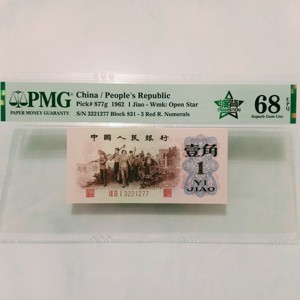 PMG
PAPER MONEY GUARANTY
China / People's Republic
Pick# 877g 1962 1 Jiao - Wmk: Open Star
S/N 3221277 Block 831 - 3 Red R. Numerals
68 EPQ
Superb Gem Unc
中国人民银行
壹角
1
YI
JIAO
3221277